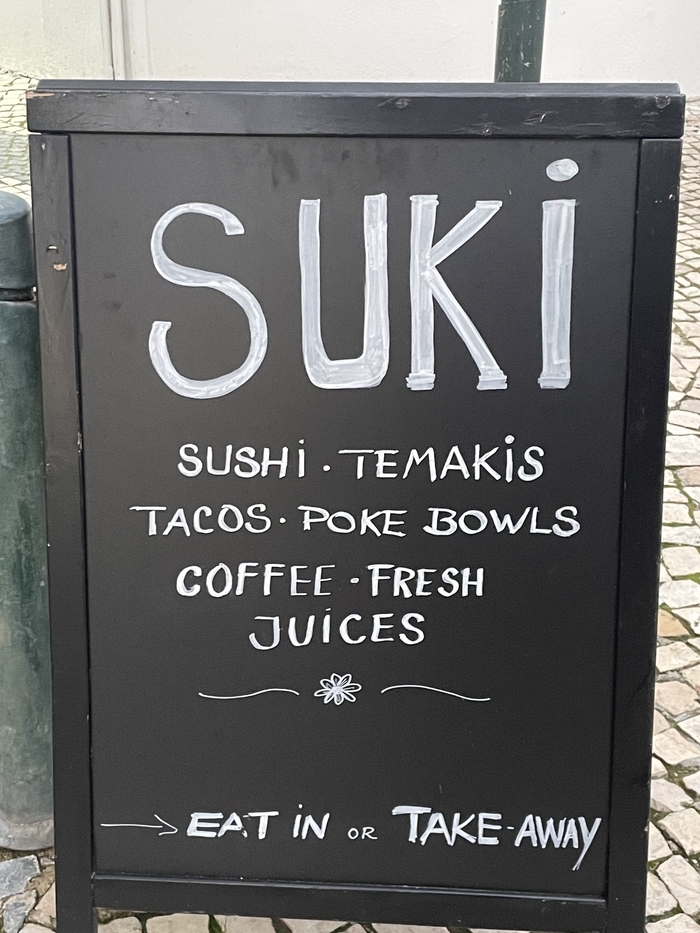 SUKi
SUSHi · TEMAKiS
TACOS · POKE BOWLS
COFFEE · FRESH
JUiCES
→ EAT iN OR TAKE-AWAY